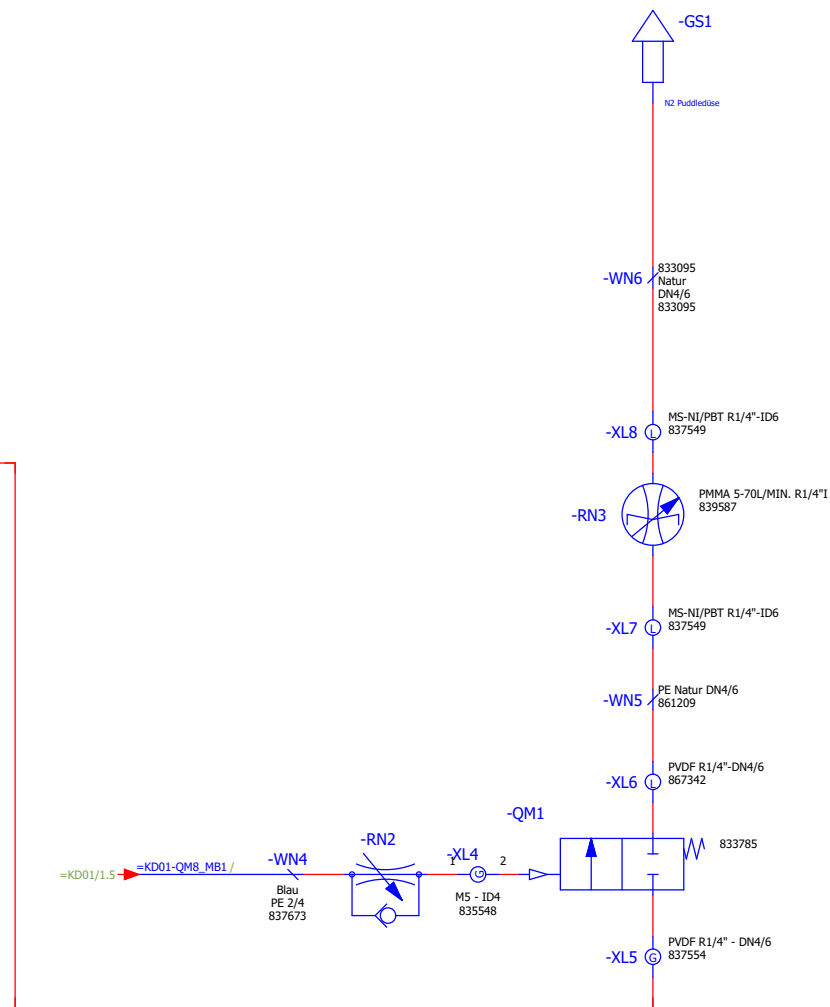 -GS1
N2 Puddledüse
-WN6
833095
Natur
DN4/6
833095
-XL8
L
MS-NI/PBT R1/4"-ID6
837549
-RN3
PMMA 5-70L/MIN. R1/4"I
839587
-XL7
L
MS-NI/PBT R1/4"-ID6
837549
-WN5
PE Natur DN4/6
861209
-XL6
L
PVDF R1/4"-DN4/6
867342
-QM1
833785
=KD01/1.5
=KD01-QM8_MB1 /
-WN4
Blau
PE 2/4
837673
-RN2
-XL4
1
2
G
M5 - ID4
835548
-XL5
G
PVDF R1/4" - DN4/6
837554